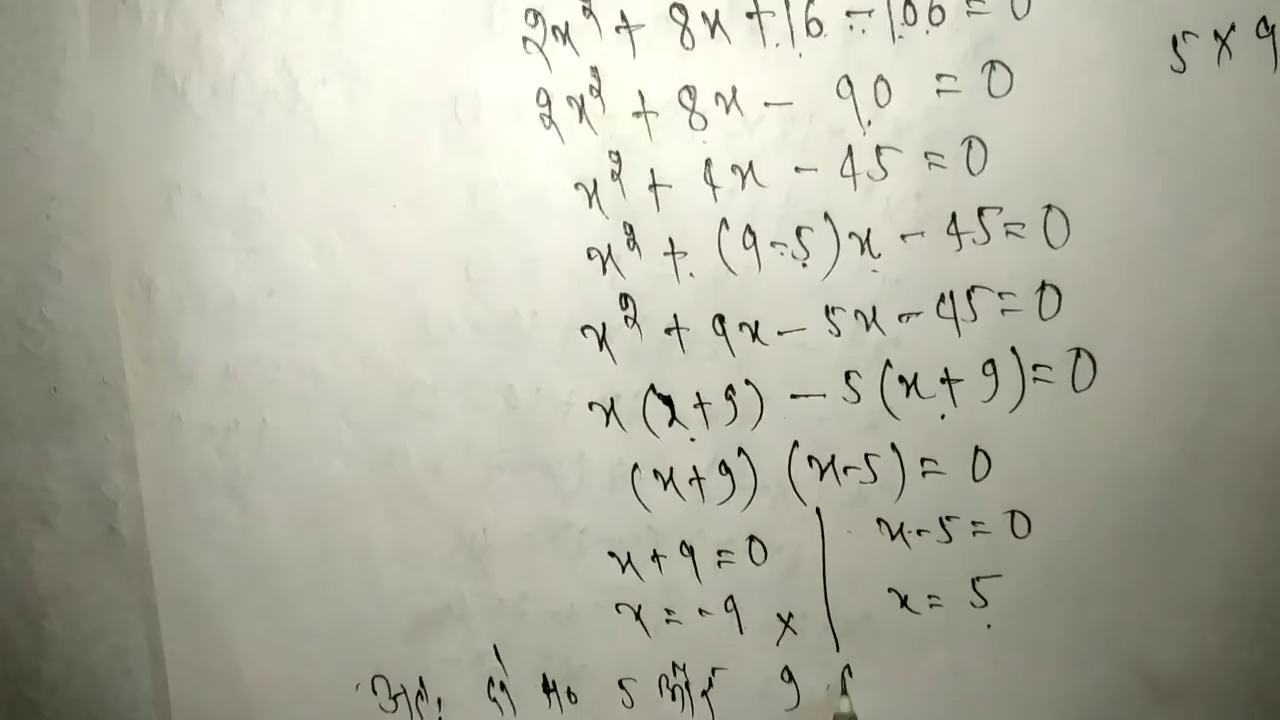 2x² + 8x + 16 - 106 = 0
5 × 9
2x² + 8x - 90 = 0
x² + 4x - 45 = 0
x² + (9-5)x - 45 = 0
x² + 9x - 5x - 45 = 0
x(x+9) - 5(x+9) = 0
(x+9) (x-5) = 0
x + 9 = 0 | x - 5 = 0
x = -9 × | x = 5
अतः दो सं० 5 और 9